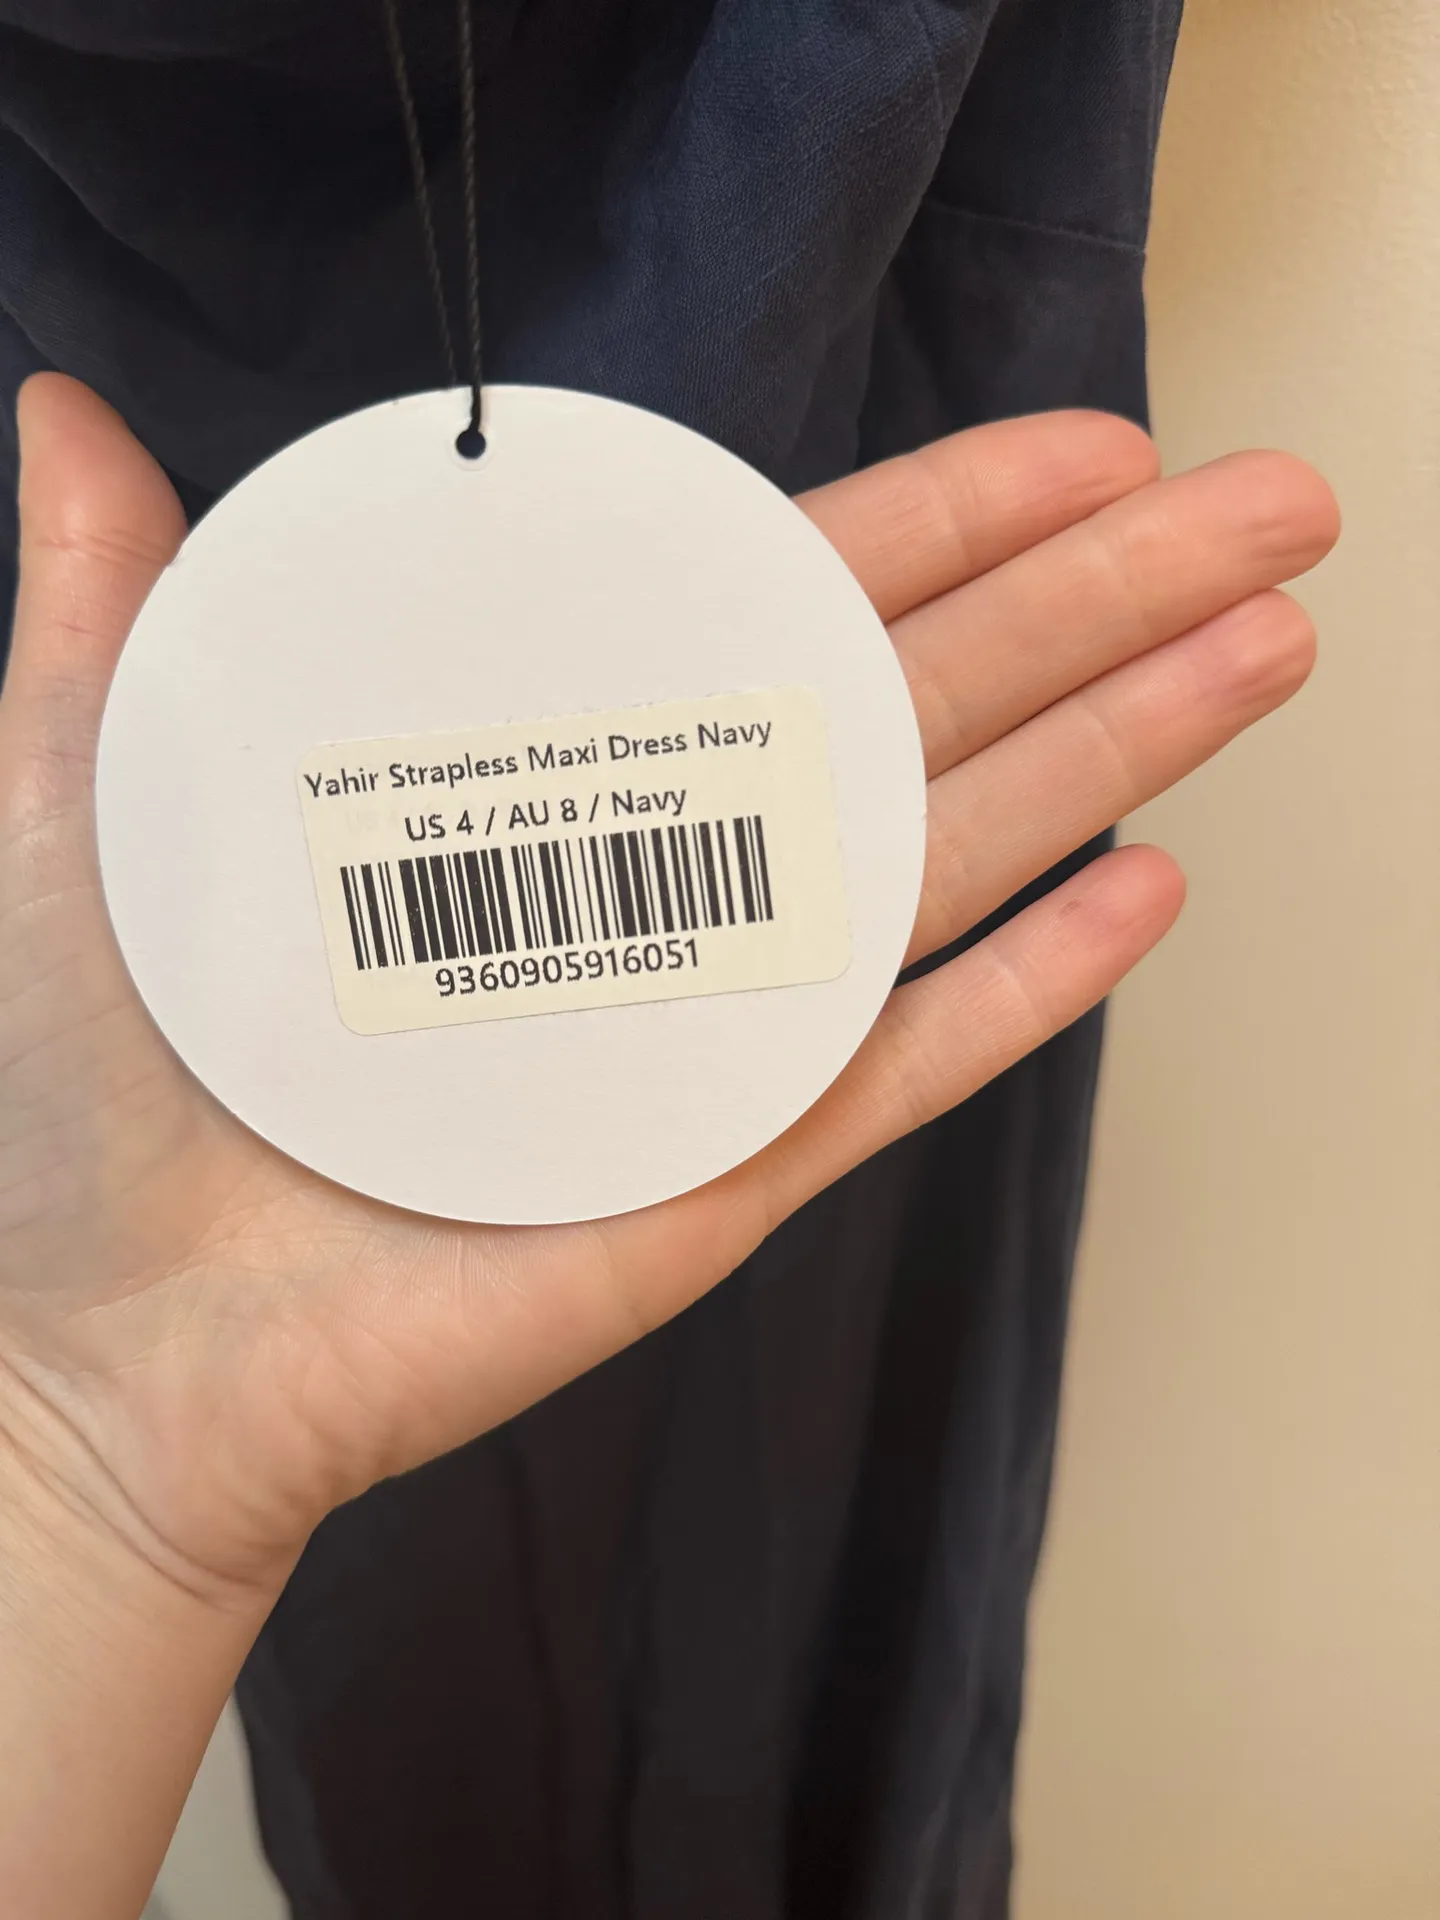 Yahir Strapless Maxi Dress Navy
US 4 / AU 8 / Navy
9360905916051